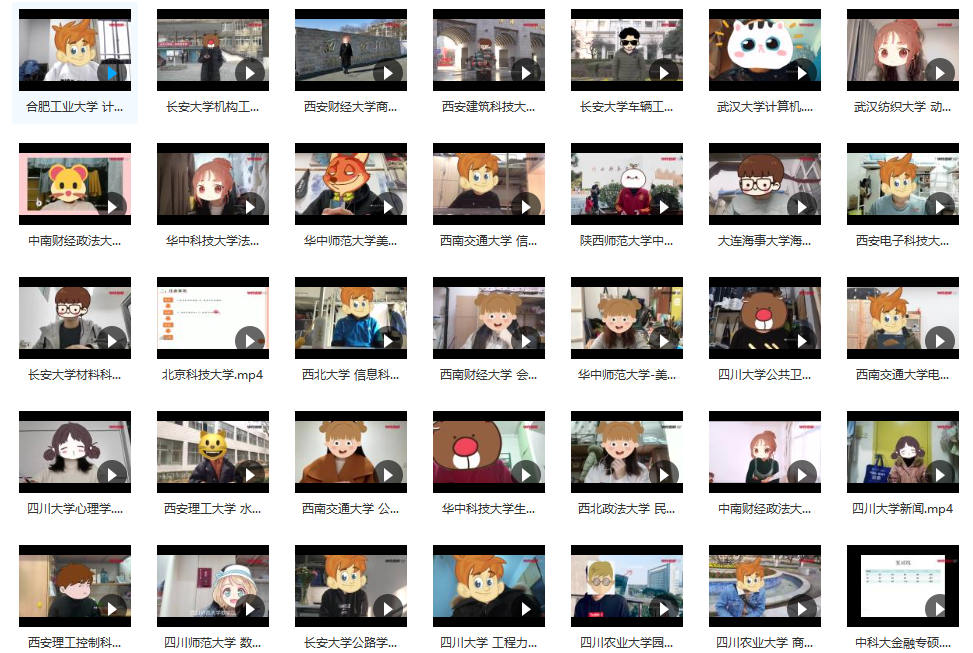 合肥工业大学 计...
长安大学机构工...
西安财经大学商...
西安建筑科技大...
长安大学车辆工...
武汉大学计算机....
武汉纺织大学 动...
中南财经政法大...
华中科技大学法...
华中师范大学美...
西南交通大学 信...
陕西师范大学中...
大连海事大学海...
西安电子科技大...
长安大学材料科...
北京科技大学.mp4
西北大学 信息科...
西南财经大学 会...
华中师范大学-美...
四川大学公共卫...
西南交通大学电...
四川大学心理学....
西安理工大学 水...
西南交通大学 公...
华中科技大学生...
西北政法大学 民...
中南财经政法大...
四川大学新闻.mp4
西安理工控制科...
四川师范大学 数...
长安大学公路学...
四川大学 工程力...
四川农业大学园...
四川农业大学 商...
中科大金融专硕....